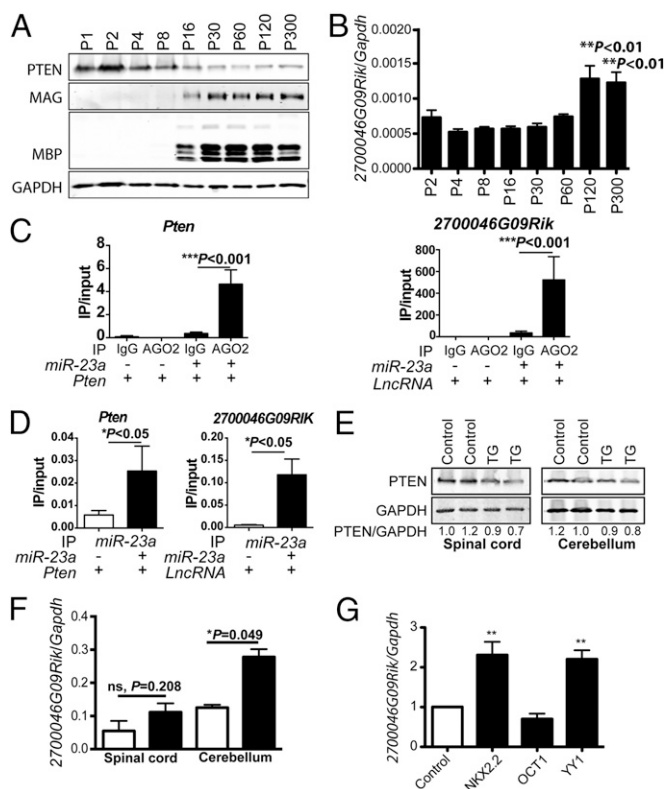 A
P1 P2 P4 P8 P16 P30 P60 P120 P300
PTEN
MAG
MBP
GAPDH
B
2700046G09Rik/Gapdh
0.0020
0.0015
0.0010
0.0005
0.0000
**P<0.01
**P<0.01
P2 P4 P8 P16 P30 P60 P120 P300
C
Pten
IP/input
8
6
4
2
0
***P<0.001
IP IgG AGO2 IgG AGO2
miR-23a - - + +
Pten + + + +
2700046G09Rik
IP/input
800
600
400
200
0
***P<0.001
IP IgG AGO2 IgG AGO2
miR-23a - - + +
LncRNA + + + +
D
Pten
IP/input
0.04
0.03
0.02
0.01
0.00
*P<0.05
IP miR-23a
miR-23a - +
Pten + +
2700046G09RIK
0.20
0.15
0.10
0.05
0.00
*P<0.05
IP miR-23a
miR-23a - +
LncRNA + +
E
Control Control TG TG Control Control TG TG
PTEN
GAPDH
PTEN/GAPDH 1.0 1.2 0.9 0.7 1.2 1.0 0.9 0.8
Spinal cord Cerebellum
F
2700046G09Rik/Gapdh
0.4
0.3
0.2
0.1
0.0
ns, P=0.208
*P=0.049
Spinal cord Cerebellum
G
2700046G09Rik/Gapdh
3
2
1
0
** **
Control NKX2.2 OCT1 YY1